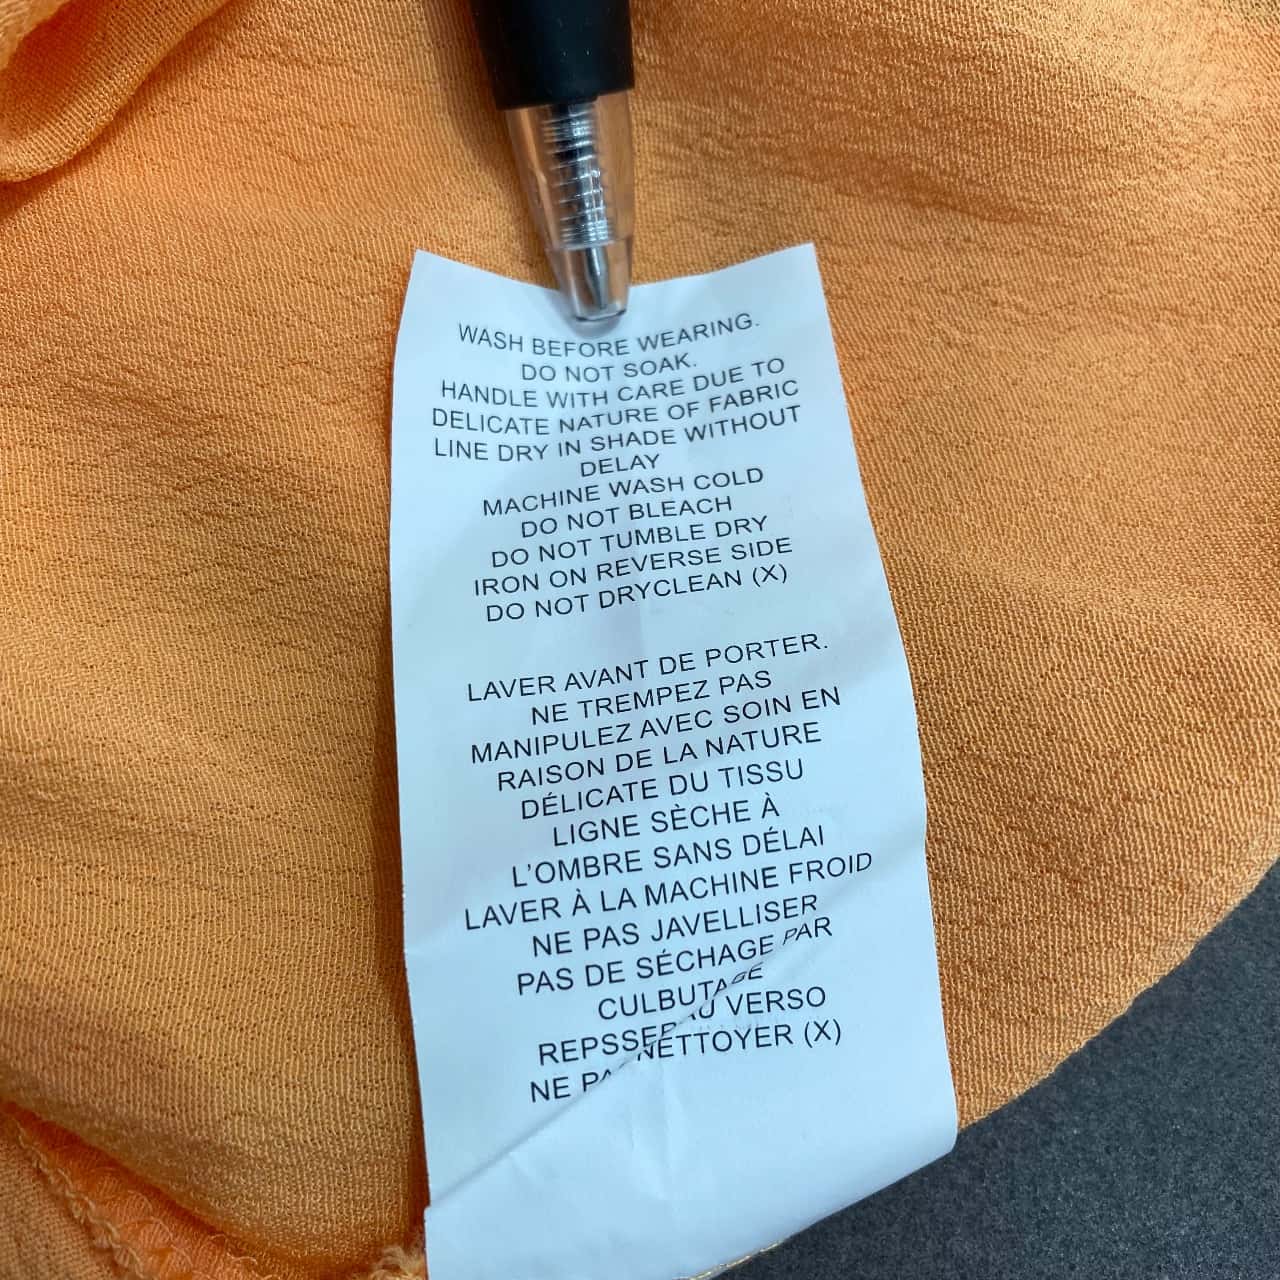 WASH BEFORE WEARING.
DO NOT SOAK.
HANDLE WITH CARE DUE TO
DELICATE NATURE OF FABRIC
LINE DRY IN SHADE WITHOUT
DELAY
MACHINE WASH COLD
DO NOT BLEACH
DO NOT TUMBLE DRY
IRON ON REVERSE SIDE
DO NOT DRYCLEAN (X)
LAVER AVANT DE PORTER.
NE TREMPEZ PAS
MANIPULEZ AVEC SOIN EN
RAISON DE LA NATURE
DÉLICATE DU TISSU
LIGNE SÈCHE À
L'OMBRE SANS DÉLAI
LAVER À LA MACHINE FROID
NE PAS JAVELLISER
PAS DE SÉCHAGE PAR
CULBUTAGE
VERSO
NE NETTOYER (X)